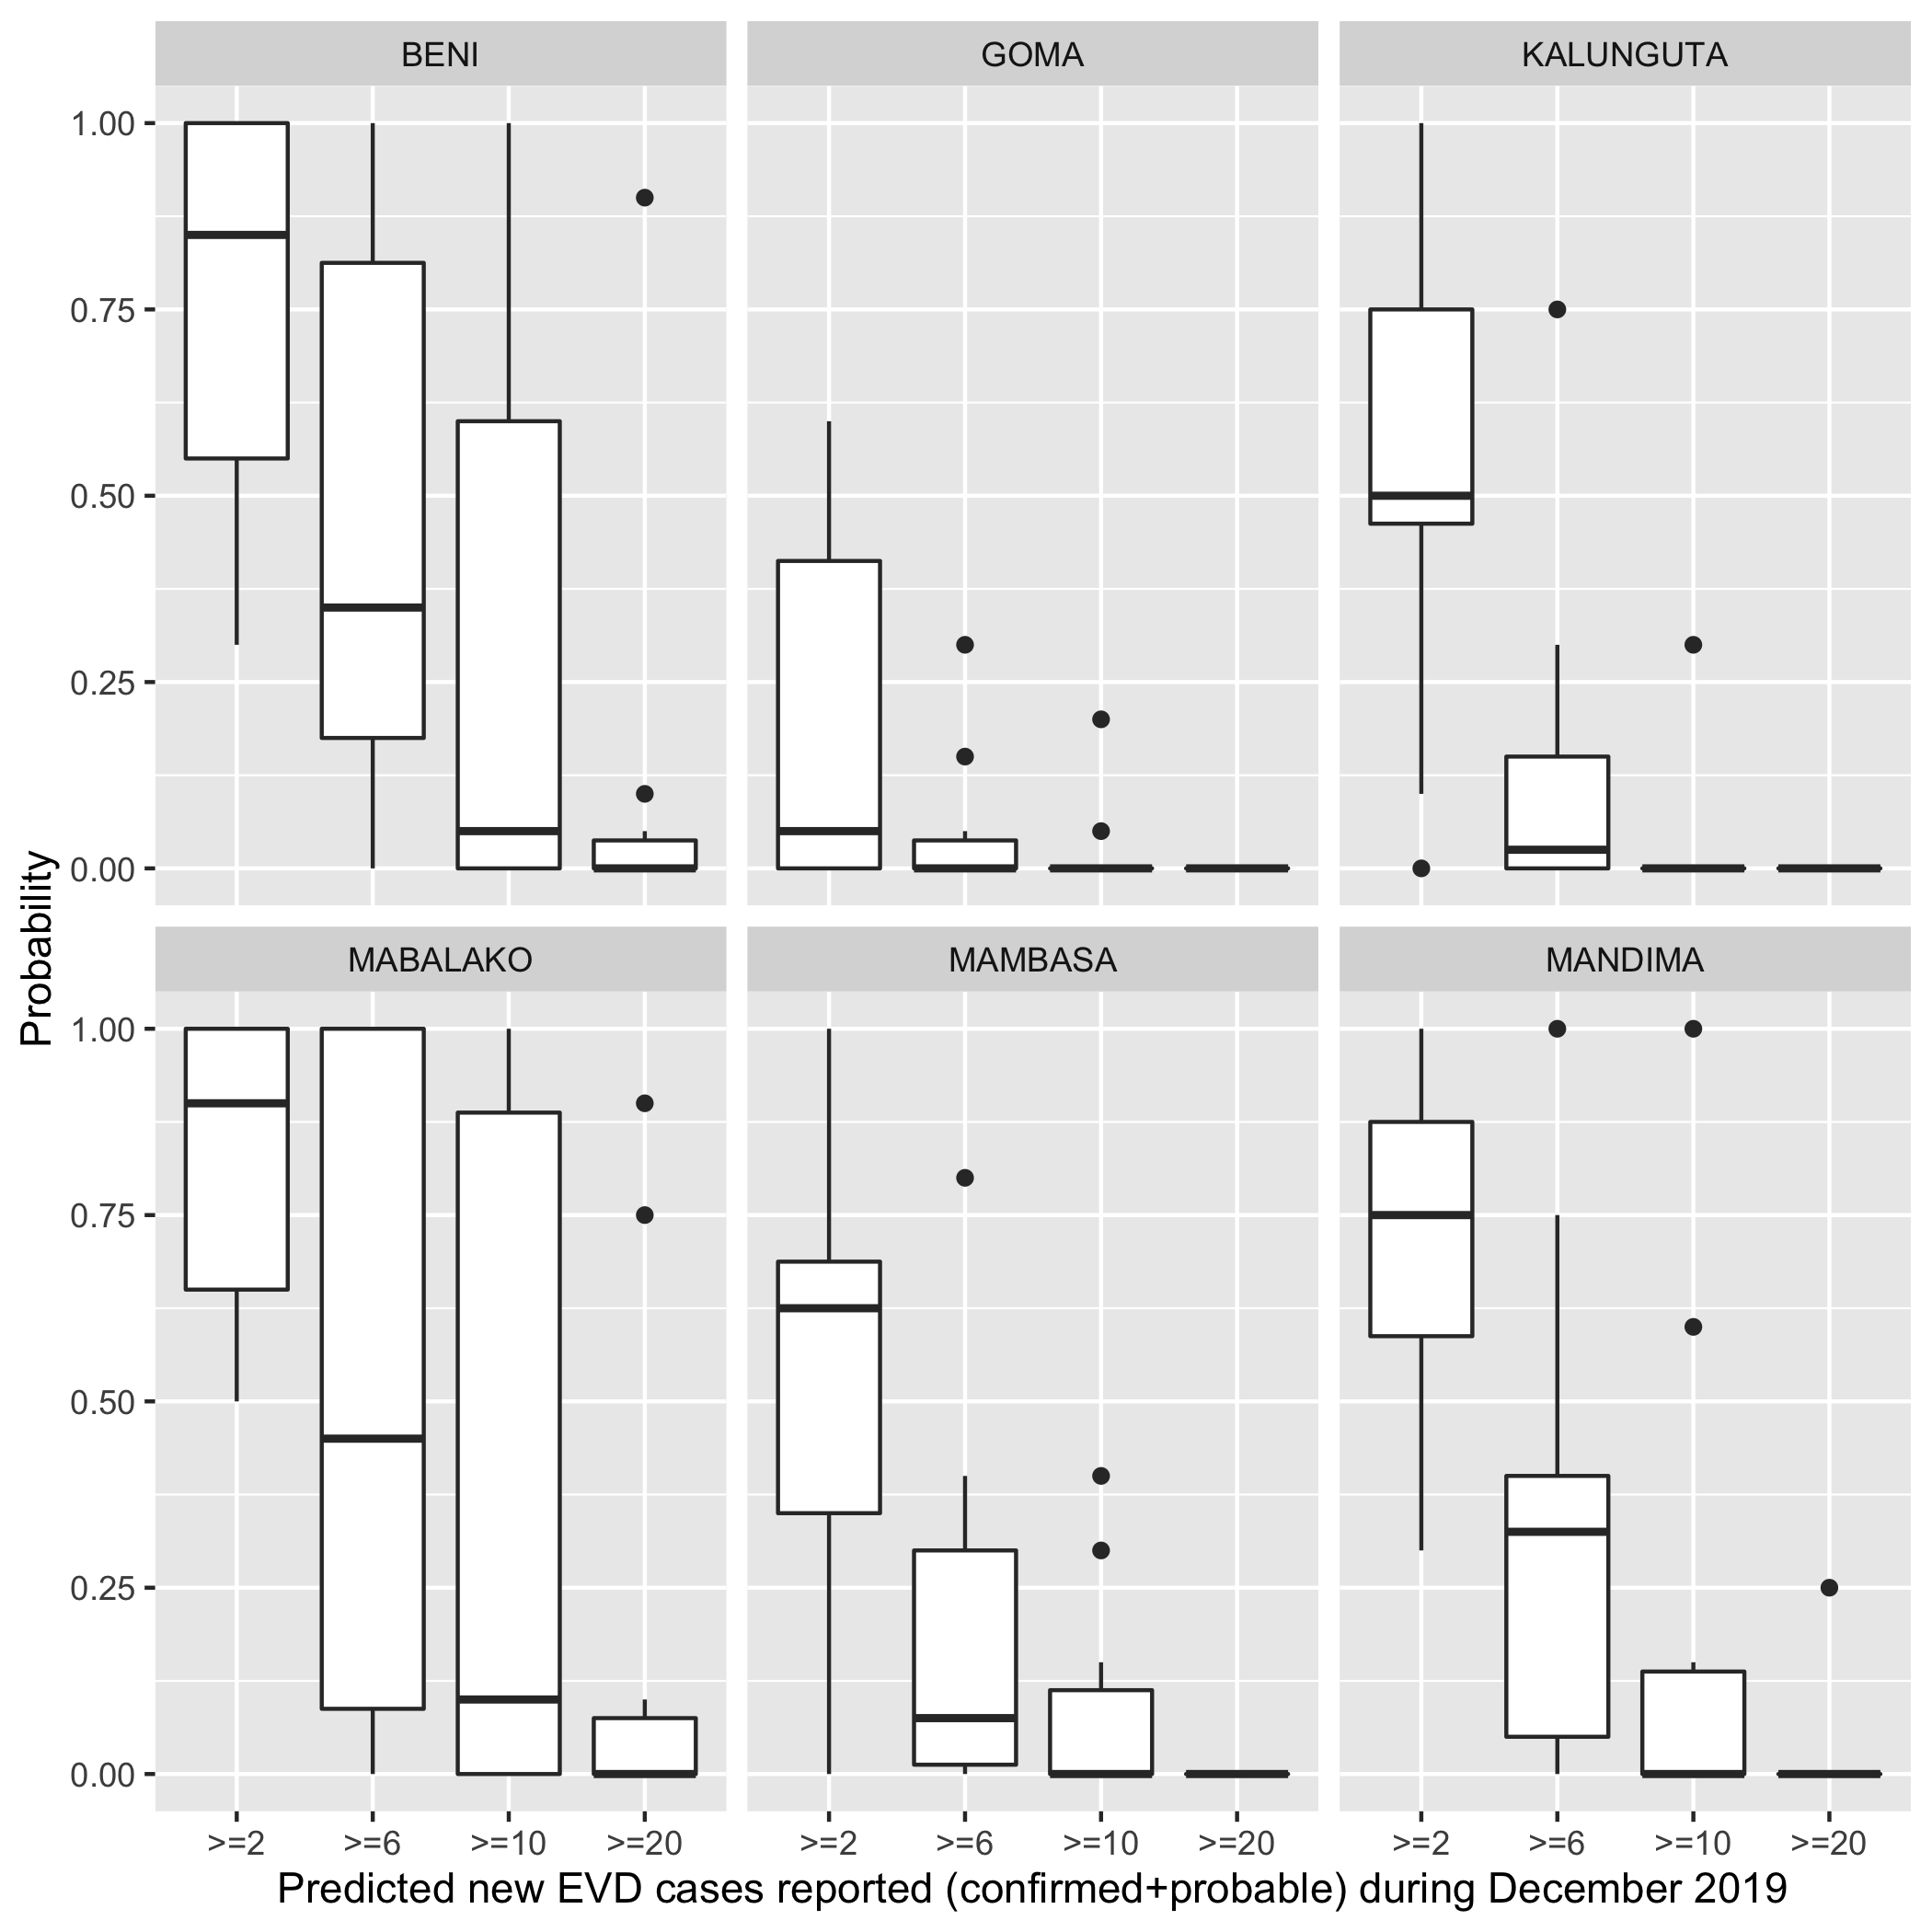 BENI GOMA KALUNGUTA
1.00
0.75
0.50
0.25
0.00
MABALAKO MAMBASA MANDIMA
1.00
0.75
0.50
0.25
0.00
Probability
>=2 >=6 >=10 >=20 >=2 >=6 >=10 >=20 >=2 >=6 >=10 >=20
Predicted new EVD cases reported (confirmed+probable) during December 2019